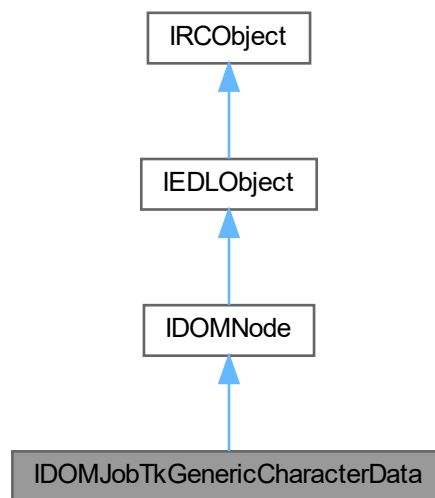 IRCObject
IEDLObject
IDOMNode
IDOMJobTkGenericCharacterData